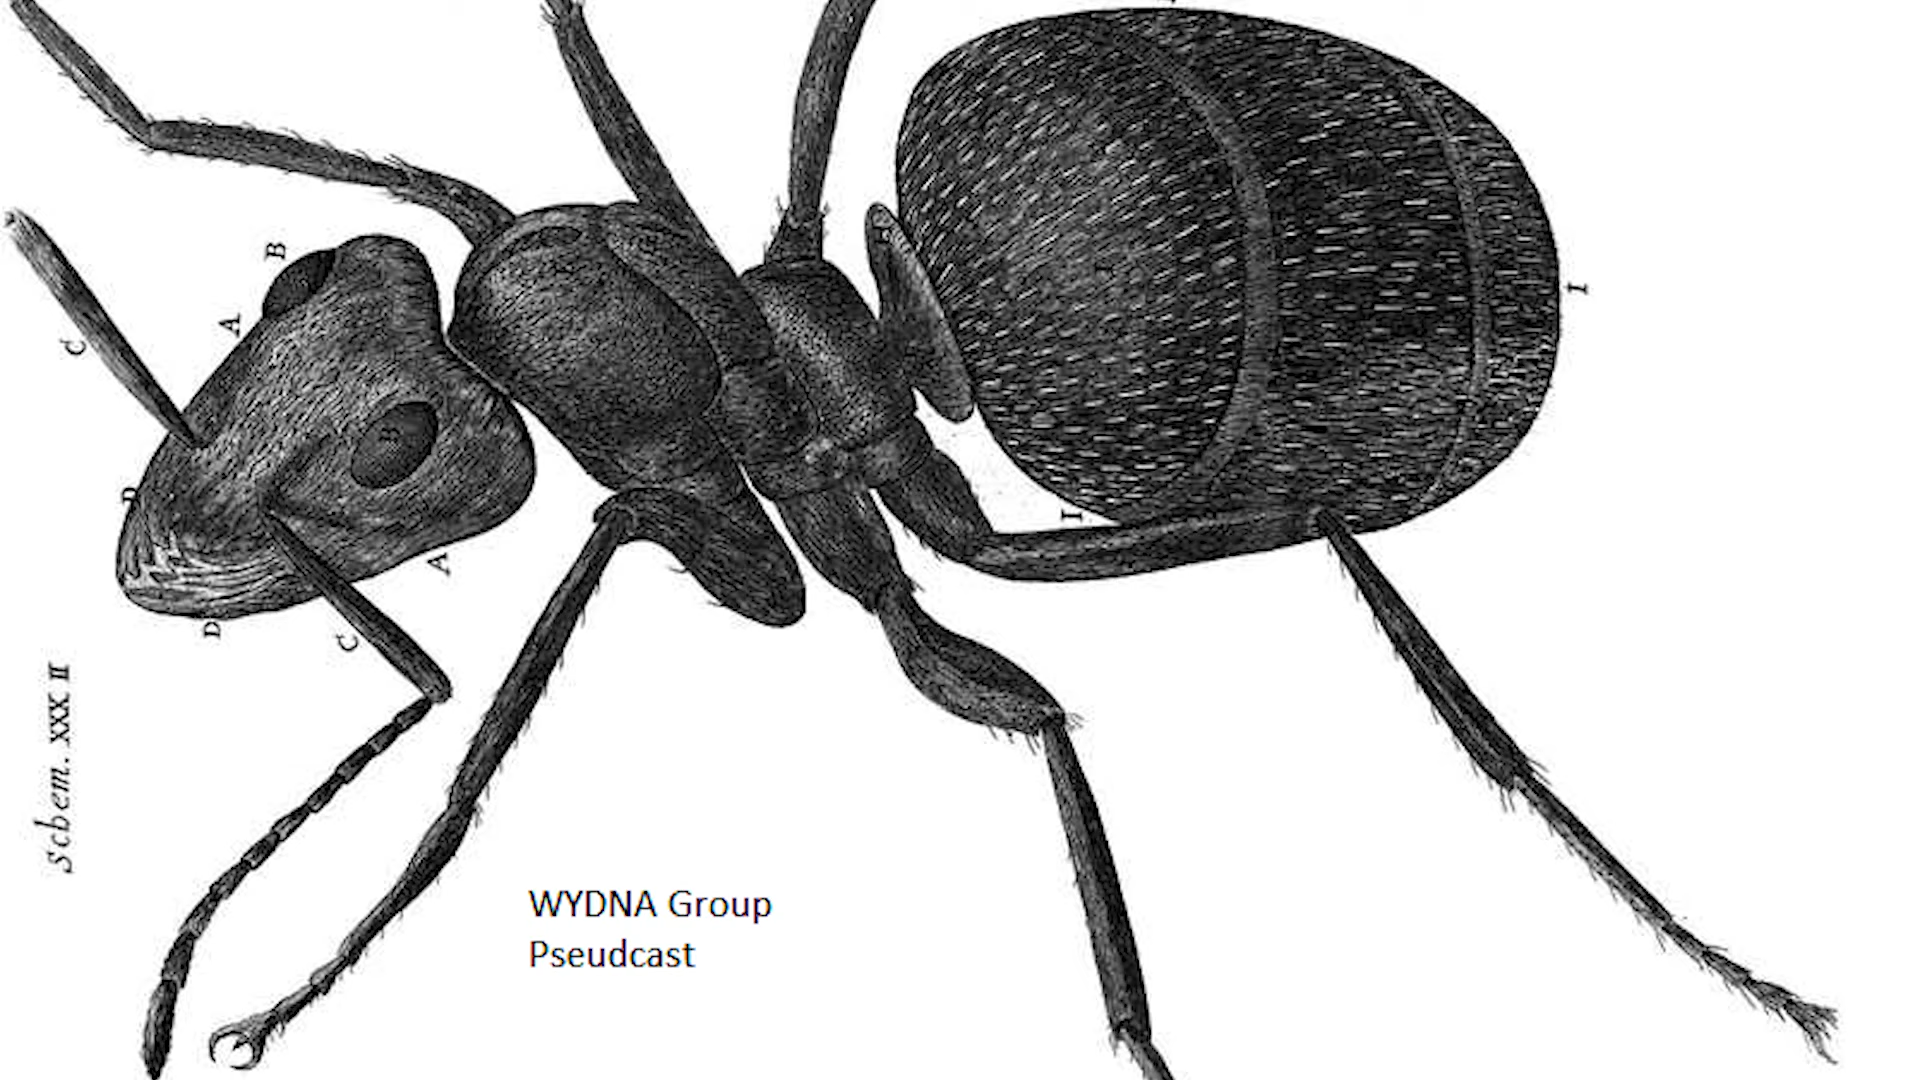 B
A
C
I
D
I
A
D
C
Schem. XXX II
WYDNA Group
Pseudcast